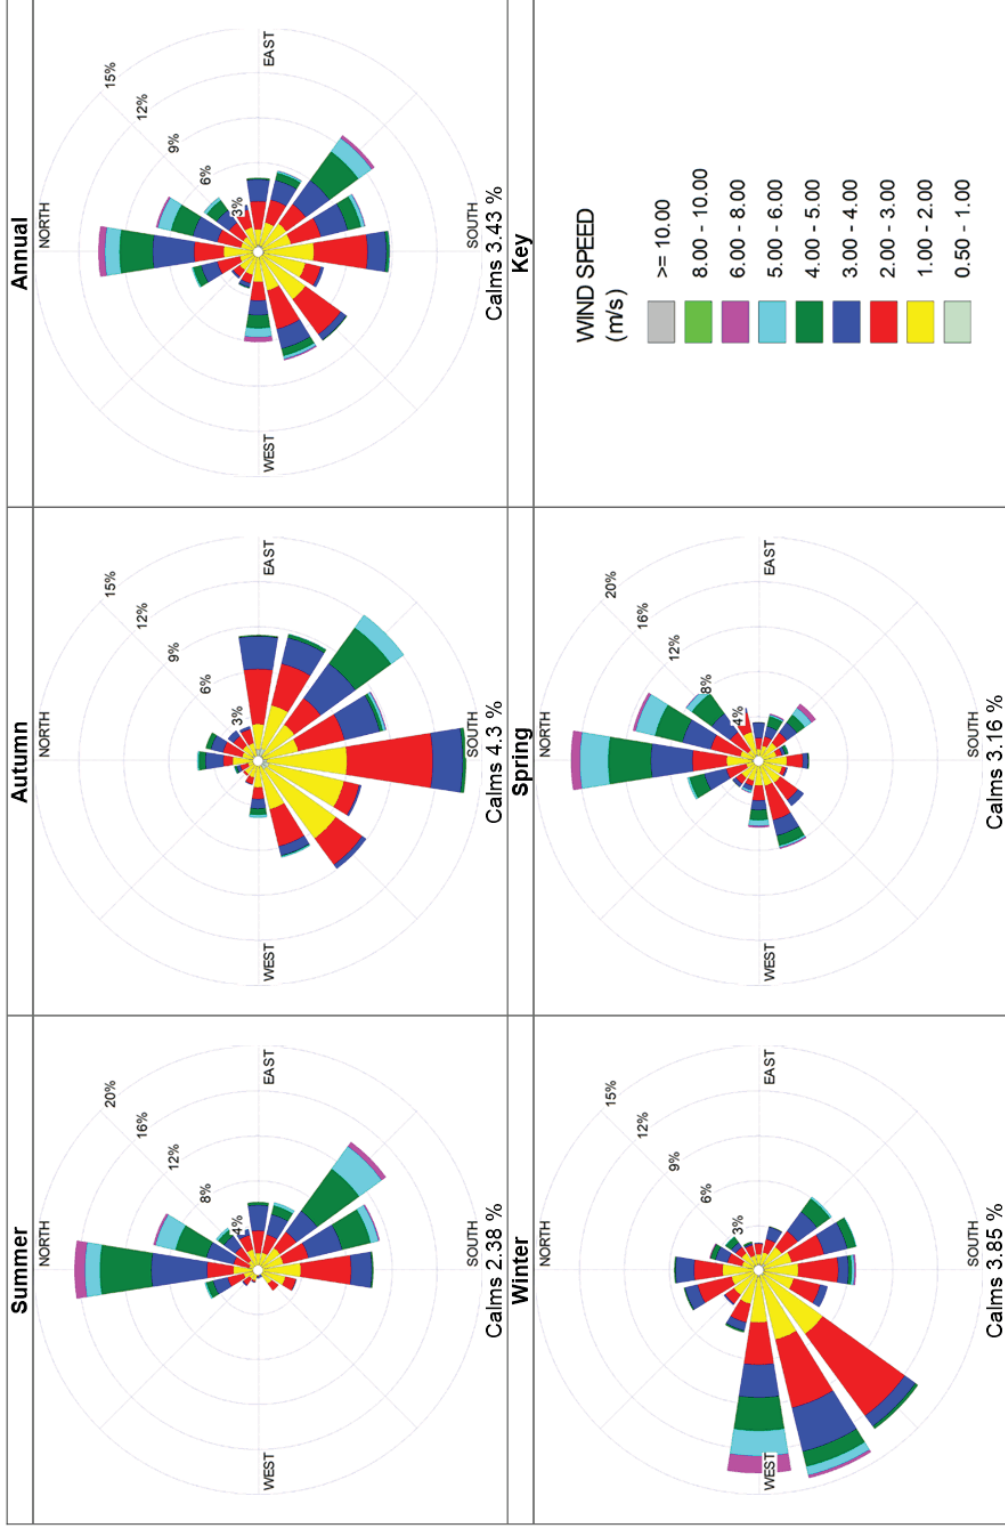 Summer
NORTH
20%
16%
12%
8%
4%
EAST
WEST
SOUTH
Calms 2.38 %
Autumn
NORTH
15%
12%
9%
6%
3%
EAST
WEST
SOUTH
Calms 4.3 %
Annual
NORTH
15%
12%
9%
6%
3%
EAST
WEST
SOUTH
Calms 3.43 %
Winter
NORTH
15%
12%
9%
6%
3%
EAST
WEST
SOUTH
Calms 3.85 %
Spring
NORTH
20%
16%
12%
8%
4%
EAST
WEST
SOUTH
Calms 3.16 %
Key
WIND SPEED
(m/s)
>= 10.00
8.00 - 10.00
6.00 - 8.00
5.00 - 6.00
4.00 - 5.00
3.00 - 4.00
2.00 - 3.00
1.00 - 2.00
0.50 - 1.00